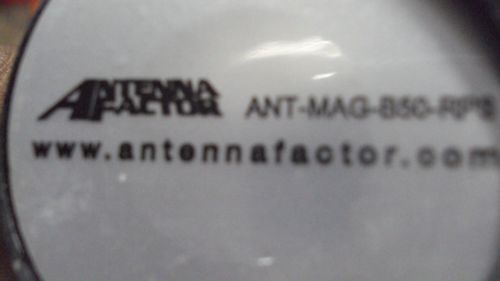 ANTENNA
FACTOR ANT-MAG-B50-RPS
www.antennafactor.com